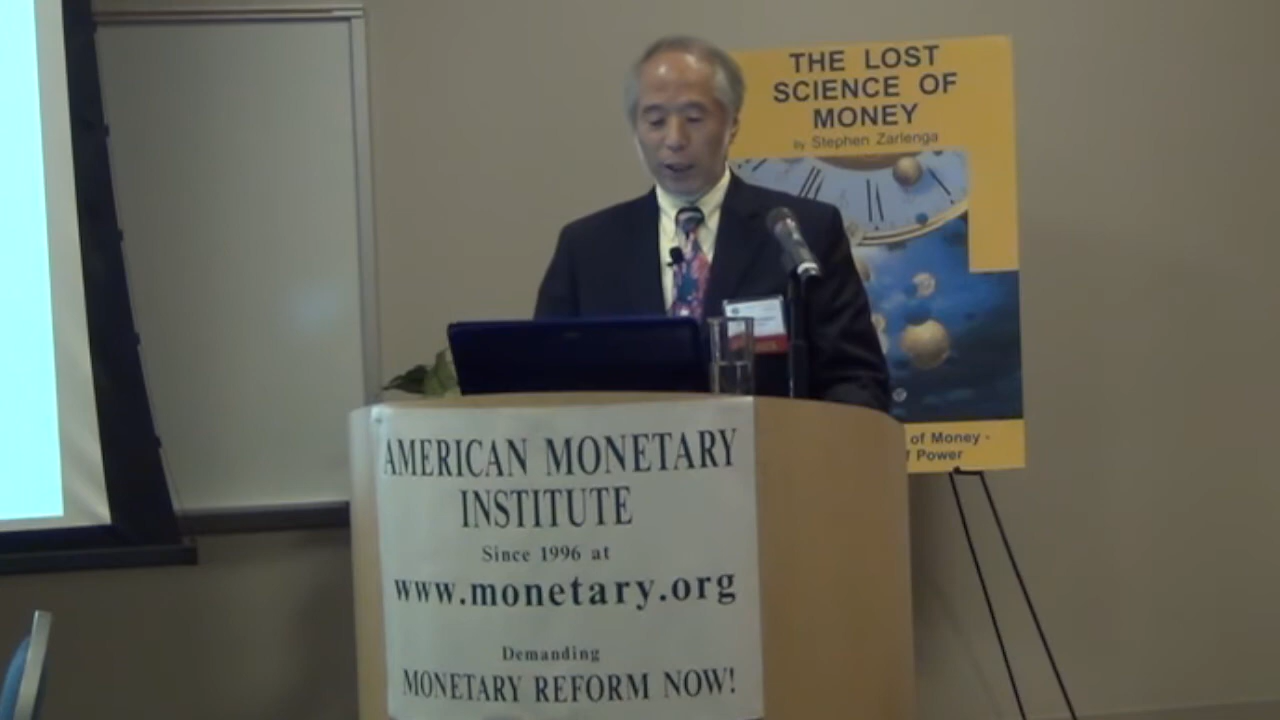 THE LOST
SCIENCE OF
MONEY
by Stephen Zarlenga
of Money -
Power
AMERICAN MONETARY
INSTITUTE
Since 1996 at
www.monetary.org
Demanding
MONETARY REFORM NOW!